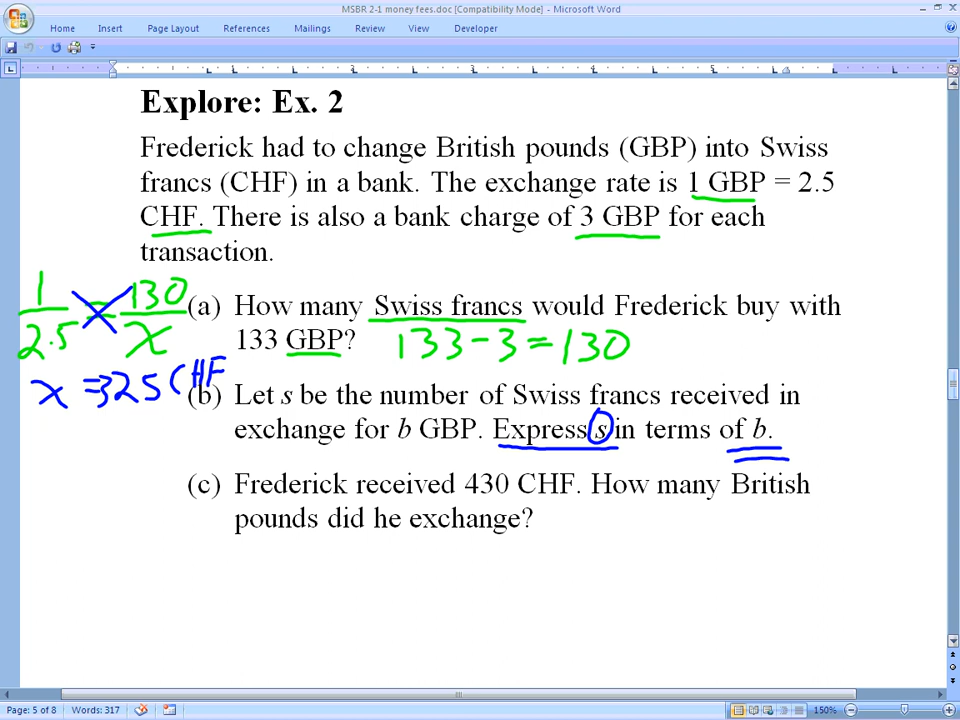 MSBR 2-1 money fees.doc [Compatibility Mode] - Microsoft Word
Home Insert Page Layout References Mailings Review View Developer
1 2 3 4 5
Explore: Ex. 2
Frederick had to change British pounds (GBP) into Swiss
francs (CHF) in a bank. The exchange rate is 1 GBP = 2.5
CHF. There is also a bank charge of 3 GBP for each
transaction.
1/2.5 = 130/x
(a) How many Swiss francs would Frederick buy with
133 GBP? 133 - 3 = 130
x = 325 CHF
(b) Let s be the number of Swiss francs received in
exchange for b GBP. Express s in terms of b.
(c) Frederick received 430 CHF. How many British
pounds did he exchange?
Page: 5 of 8 Words: 317 150%